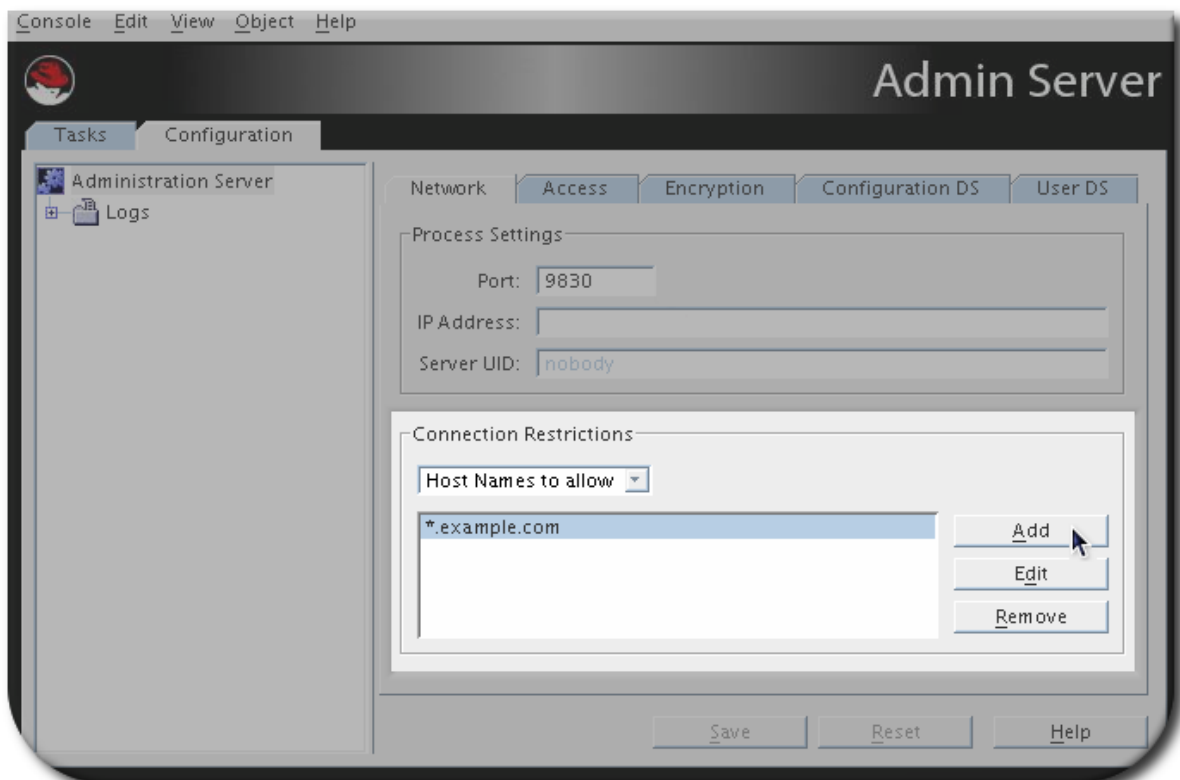 Console Edit View Object Help
Admin Server
Tasks Configuration
Administration Server
Logs
Network Access Encryption Configuration DS User DS
Process Settings
Port: 9830
IP Address:
Server UID: nobody
Connection Restrictions
Host Names to allow
*.example.com
Add
Edit
Remove
Save Reset Help